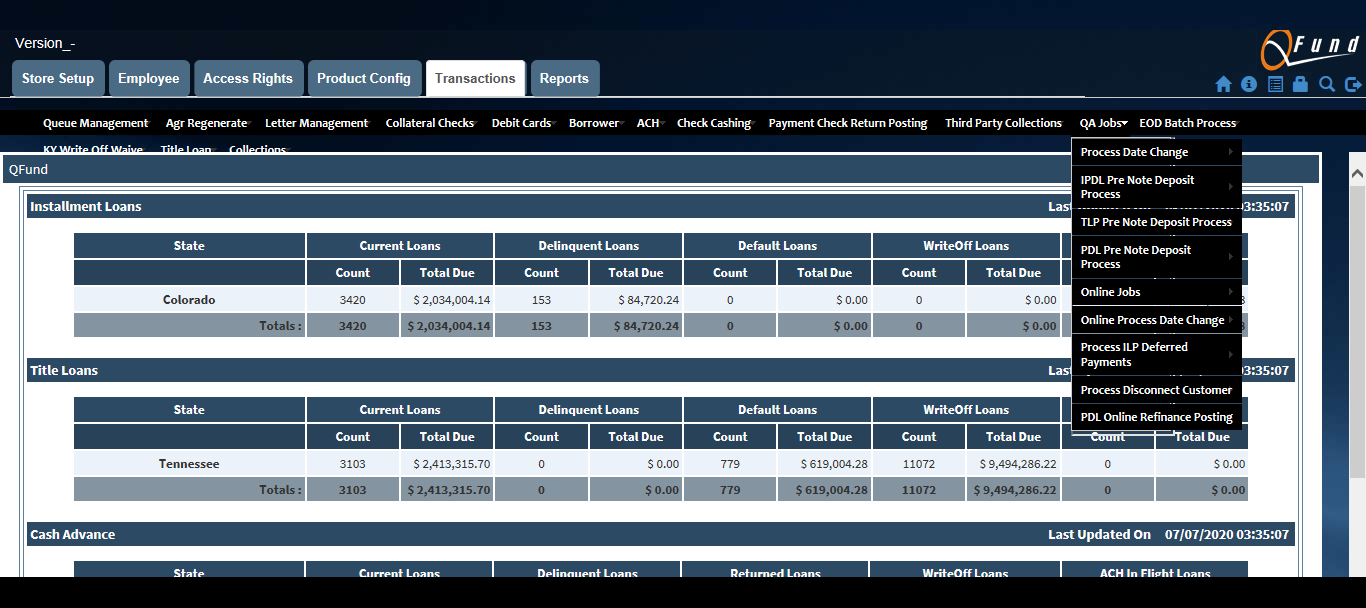 Version_-
QFund
Store Setup Employee Access Rights Product Config Transactions Reports
Queue Management Agr Regenerate Letter Management Collateral Checks Debit Cards Borrower ACH Check Cashing Payment Check Return Posting Third Party Collections QA Jobs EOD Batch Process
KY Write Off Waive Title Loan Collections
Process Date Change
IPDL Pre Note Deposit
Process
TLP Pre Note Deposit Process
PDL Pre Note Deposit
Process
Online Jobs
Online Process Date Change
Process ILP Deferred
Payments
Process Disconnect Customer
PDL Online Refinance Posting
QFund
Installment Loans Las 3:35:07
State Current Loans Delinquent Loans Default Loans WriteOff Loans
Count Total Due Count Total Due Count Total Due Count Total Due
Colorado 3420 $ 2,034,004.14 153 $ 84,720.24 0 $ 0.00 0 $ 0.00
Totals : 3420 $ 2,034,004.14 153 $ 84,720.24 0 $ 0.00 0 $ 0.00
Title Loans Las 3:35:07
State Current Loans Delinquent Loans Default Loans WriteOff Loans
Count Total Due Count Total Due Count Total Due Count Total Due Count Total Due
Tennessee 3103 $ 2,413,315.70 0 $ 0.00 779 $ 619,004.28 11072 $ 9,494,286.22 0 $ 0.00
Totals : 3103 $ 2,413,315.70 0 $ 0.00 779 $ 619,004.28 11072 $ 9,494,286.22 0 $ 0.00
Cash Advance Last Updated On 07/07/2020 03:35:07
State Current Loans Delinquent Loans Returned Loans WriteOff Loans ACH In Flight Loans